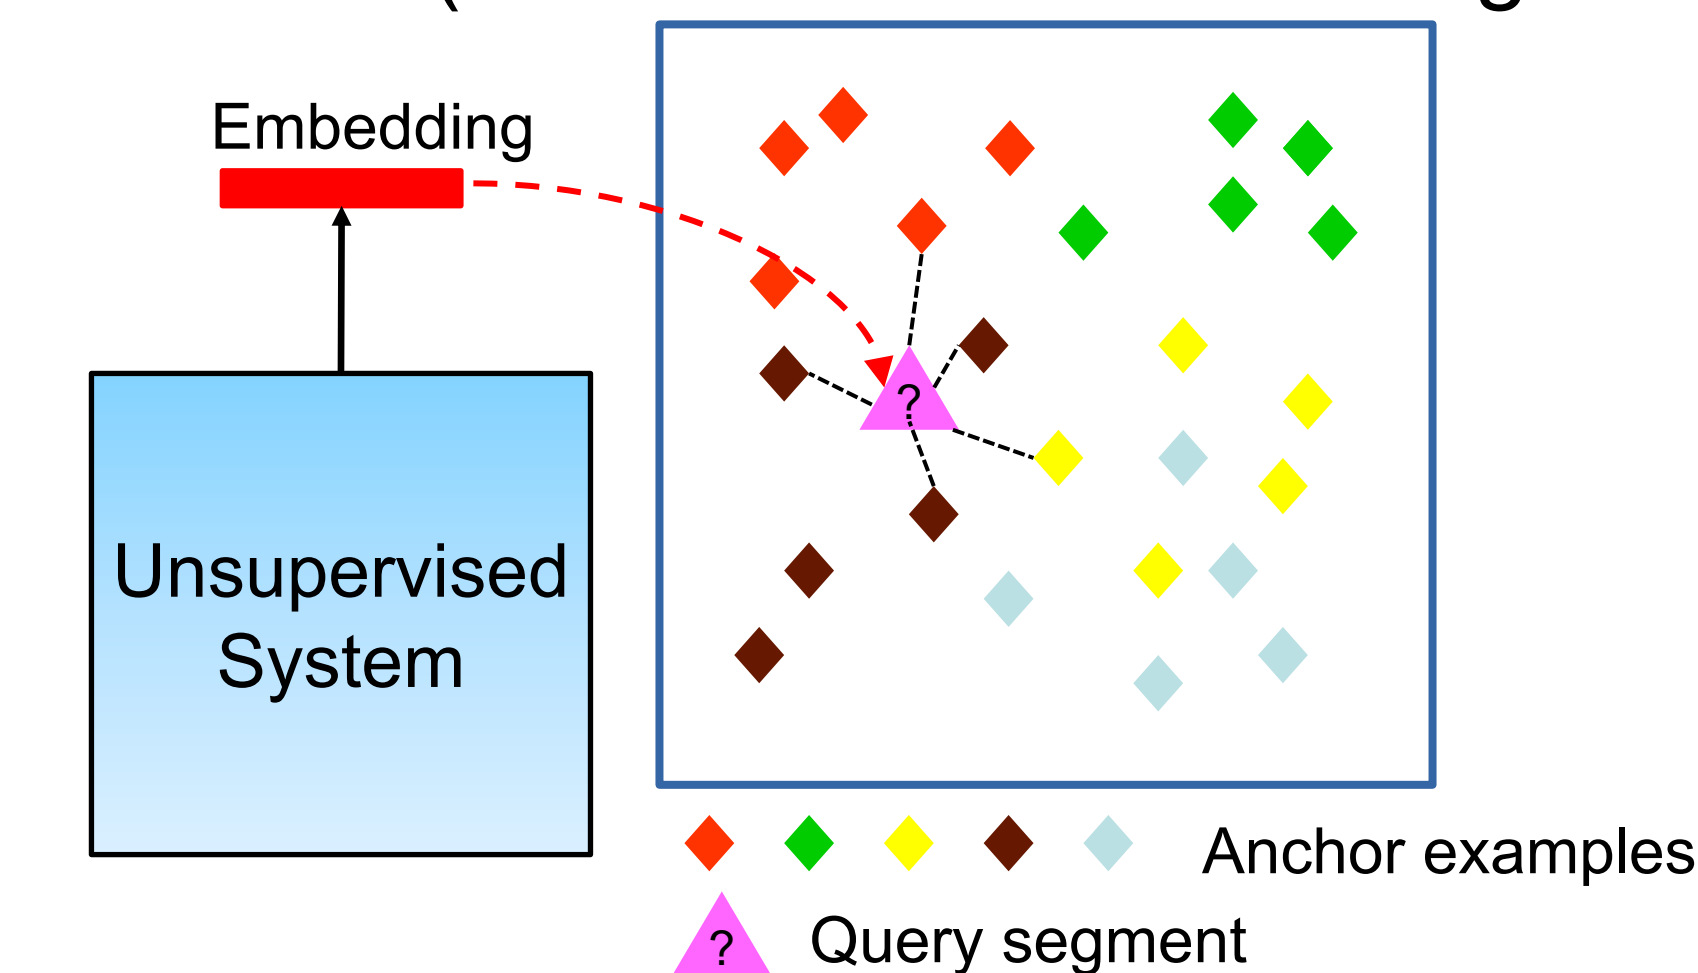 Embedding
?
Unsupervised
System
Anchor examples
? Query segment